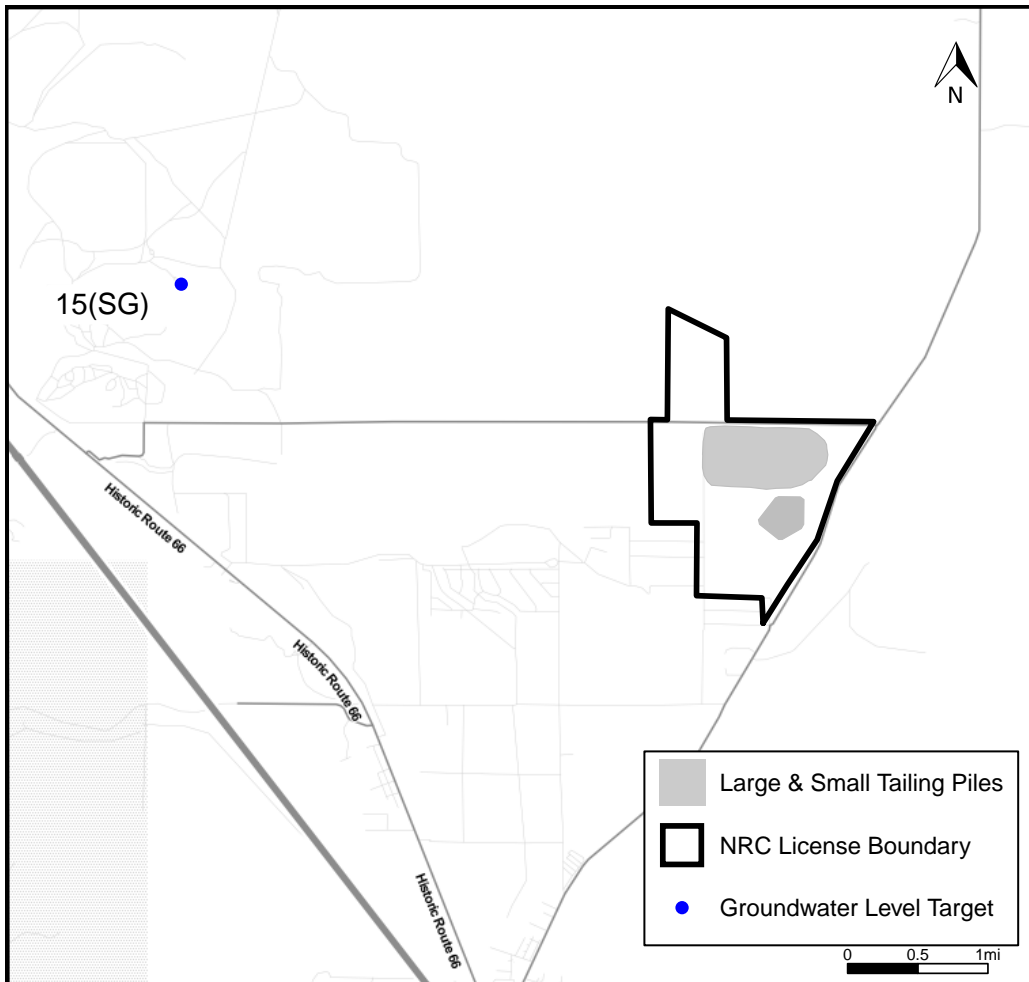 N
15(SG)
Historic Route 66
Historic Route 66
Historic Route 66
Large & Small Tailing Piles
NRC License Boundary
Groundwater Level Target
0 0.5 1mi